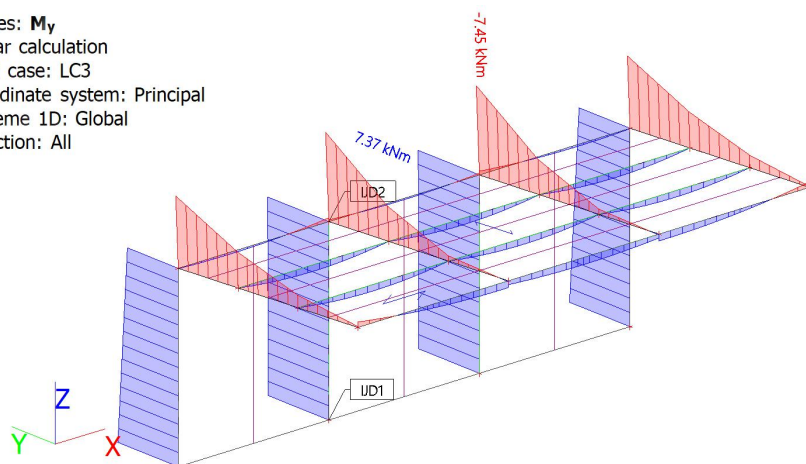 es: My
ar calculation
case: LC3
dinate system: Principal
eme 1D: Global
ction: All
-7.45 kNm
7.37 kNm
IJD2
IJD1
Z
Y
X